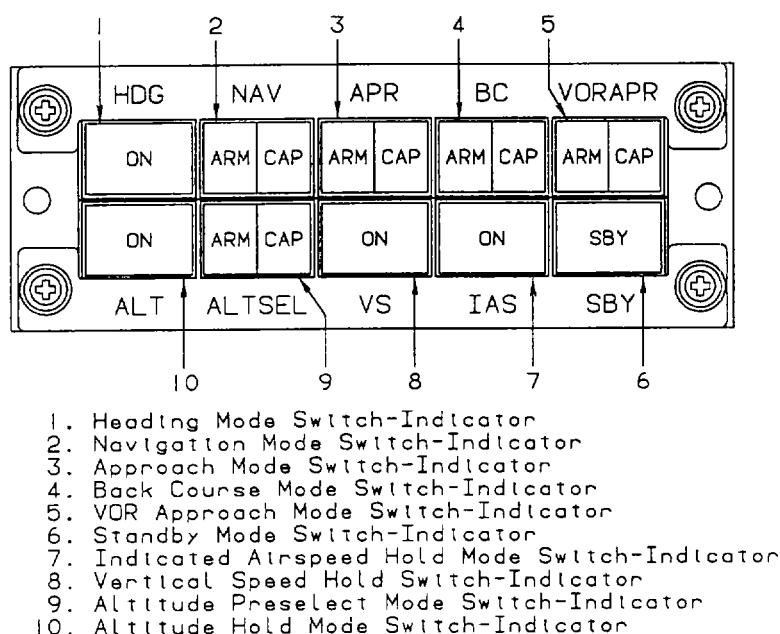 1 2 3 4 5
HDG NAV APR BC VORAPR
ON ARM CAP ARM CAP ARM CAP ARM CAP
ON ARM CAP ON ON SBY
ALT ALTSEL VS IAS SBY
10 9 8 7 6
1. Heading Mode Switch-Indicator
2. Navigation Mode Switch-Indicator
3. Approach Mode Switch-Indicator
4. Back Course Mode Switch-Indicator
5. VOR Approach Mode Switch-Indicator
6. Standby Mode Switch-Indicator
7. Indicated Airspeed Hold Mode Switch-Indicator
8. Vertical Speed Hold Switch-Indicator
9. Altitude Preselect Mode Switch-Indicator
10. Altitude Hold Mode Switch-Indicator